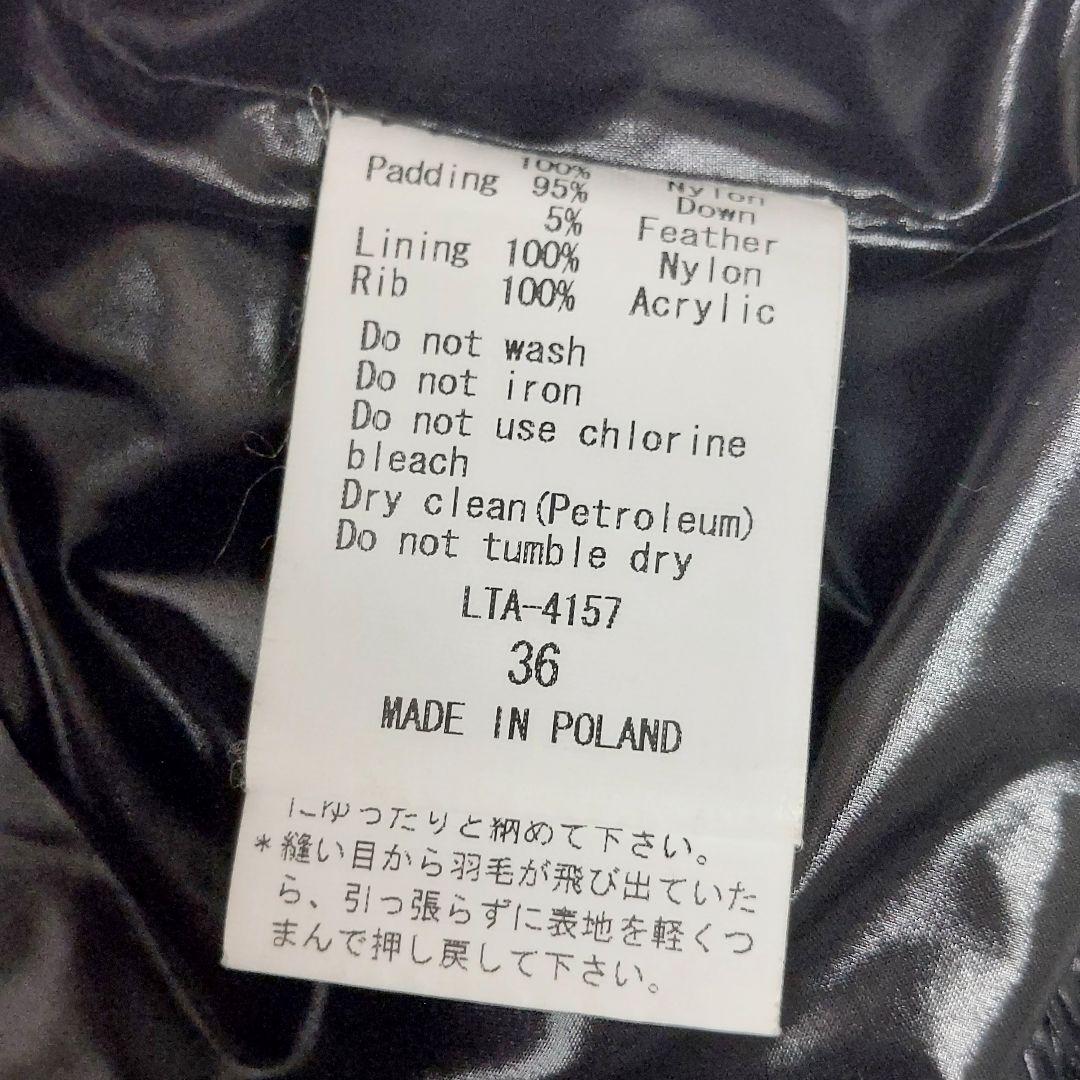 100% Nylon
Padding 95% Down
5% Feather
Lining 100% Nylon
Rib 100% Acrylic
Do not wash
Do not iron
Do not use chlorine
bleach
Dry clean(Petroleum)
Do not tumble dry
LTA-4157
36
MADE IN POLAND
にゆったりと納めて下さい。
*縫い目から羽毛が飛び出ていた
ら、引っ張らずに表地を軽くつ
まんで押し戻して下さい。